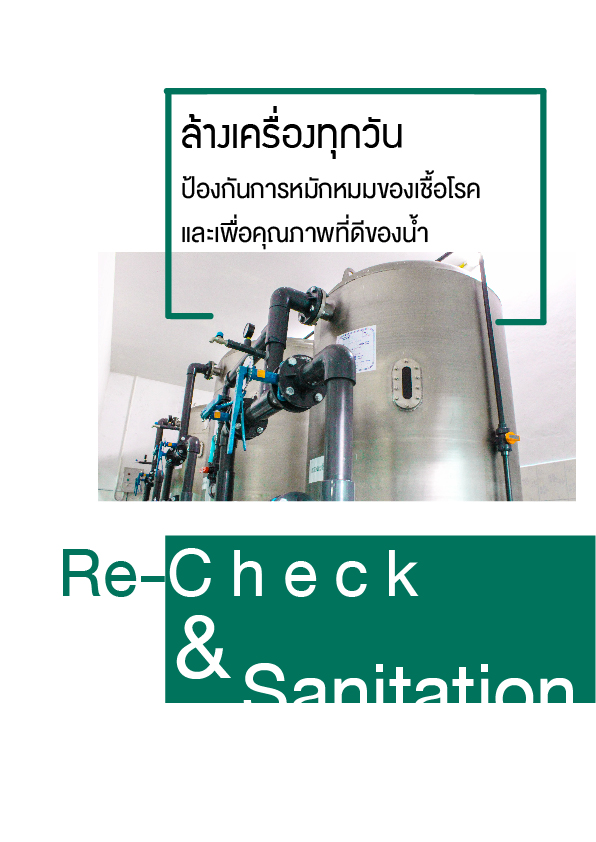 ล้างเครื่องทุกวัน
ป้องกันการหมักหมมของเชื้อโรค
และเพื่อคุณภาพที่ดีของน้ำ
Re-Check
&
Sanitation